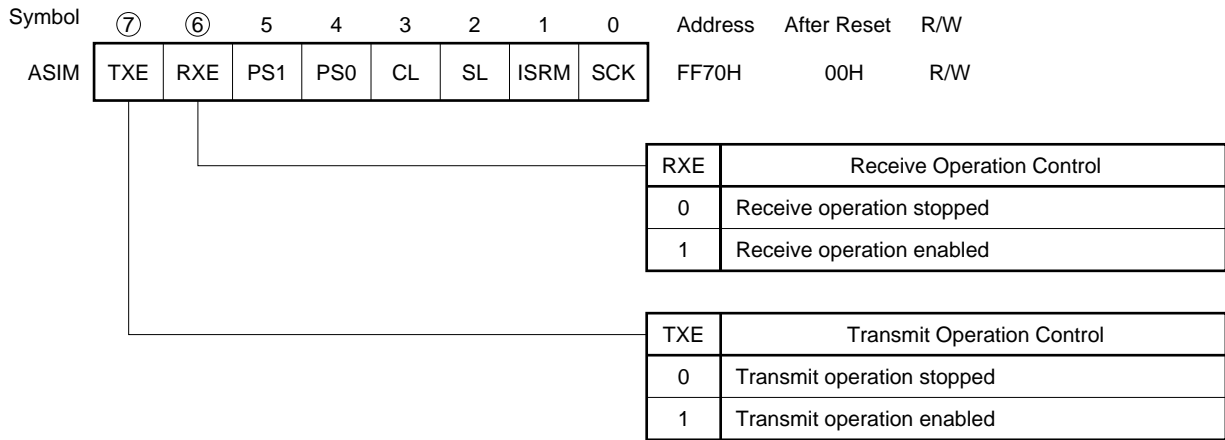 Symbol ⑦ ⑥ 5 4 3 2 1 0 Address After Reset R/W
ASIM TXE RXE PS1 PS0 CL SL ISRM SCK FF70H 00H R/W
RXE Receive Operation Control
0 Receive operation stopped
1 Receive operation enabled
TXE Transmit Operation Control
0 Transmit operation stopped
1 Transmit operation enabled